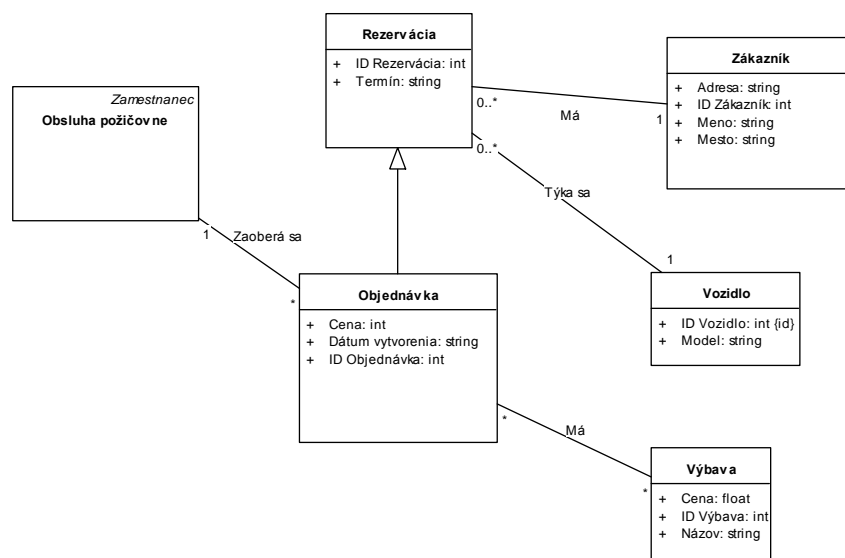 Rezervácia
+ ID Rezervácia: int
+ Termín: string
Zákazník
+ Adresa: string
+ ID Zákazník: int
+ Meno: string
+ Mesto: string
Zamestnanec
Obsluha požičovne
0..*
Má
1
0..*
Týka sa
1
1
Zaoberá sa
*
Objednávka
+ Cena: int
+ Dátum vytvorenia: string
+ ID Objednávka: int
Vozidlo
+ ID Vozidlo: int {id}
+ Model: string
*
Má
*
Výbava
+ Cena: float
+ ID Výbava: int
+ Názov: string